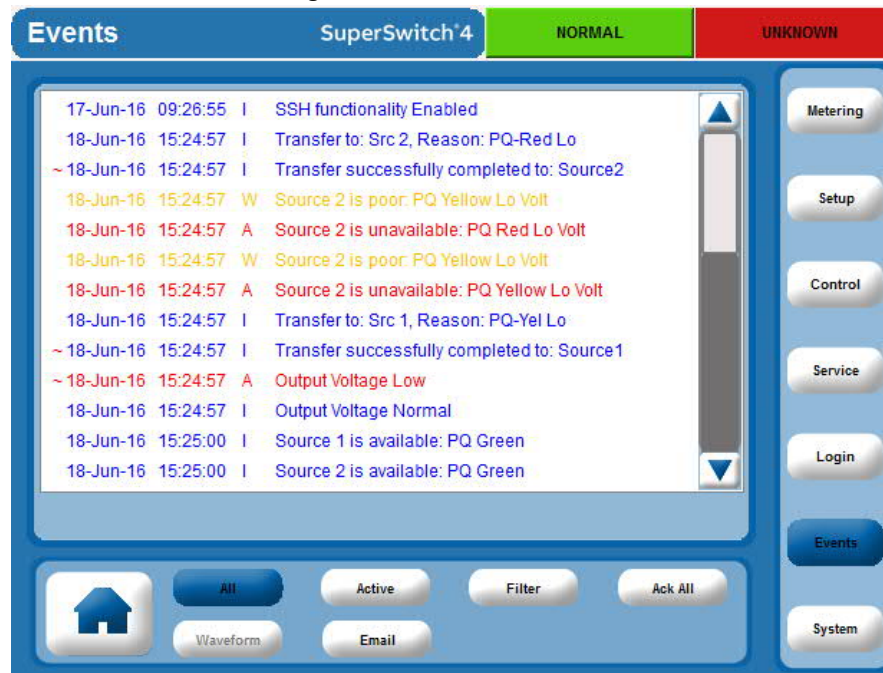 Events SuperSwitch®4 NORMAL UNKNOWN
17-Jun-16 09:26:55 I SSH functionality Enabled
18-Jun-16 15:24:57 I Transfer to: Src 2, Reason: PQ-Red Lo
~ 18-Jun-16 15:24:57 I Transfer successfully completed to: Source2
18-Jun-16 15:24:57 W Source 2 is poor: PQ Yellow Lo Volt
18-Jun-16 15:24:57 A Source 2 is unavailable: PQ Red Lo Volt
18-Jun-16 15:24:57 W Source 2 is poor: PQ Yellow Lo Volt
18-Jun-16 15:24:57 A Source 2 is unavailable: PQ Yellow Lo Volt
18-Jun-16 15:24:57 I Transfer to: Src 1, Reason: PQ-Yel Lo
~ 18-Jun-16 15:24:57 I Transfer successfully completed to: Source1
~ 18-Jun-16 15:24:57 A Output Voltage Low
18-Jun-16 15:24:57 I Output Voltage Normal
18-Jun-16 15:25:00 I Source 1 is available: PQ Green
18-Jun-16 15:25:00 I Source 2 is available: PQ Green
Metering
Setup
Control
Service
Login
Events
System
All Active Filter Ack All
Waveform Email